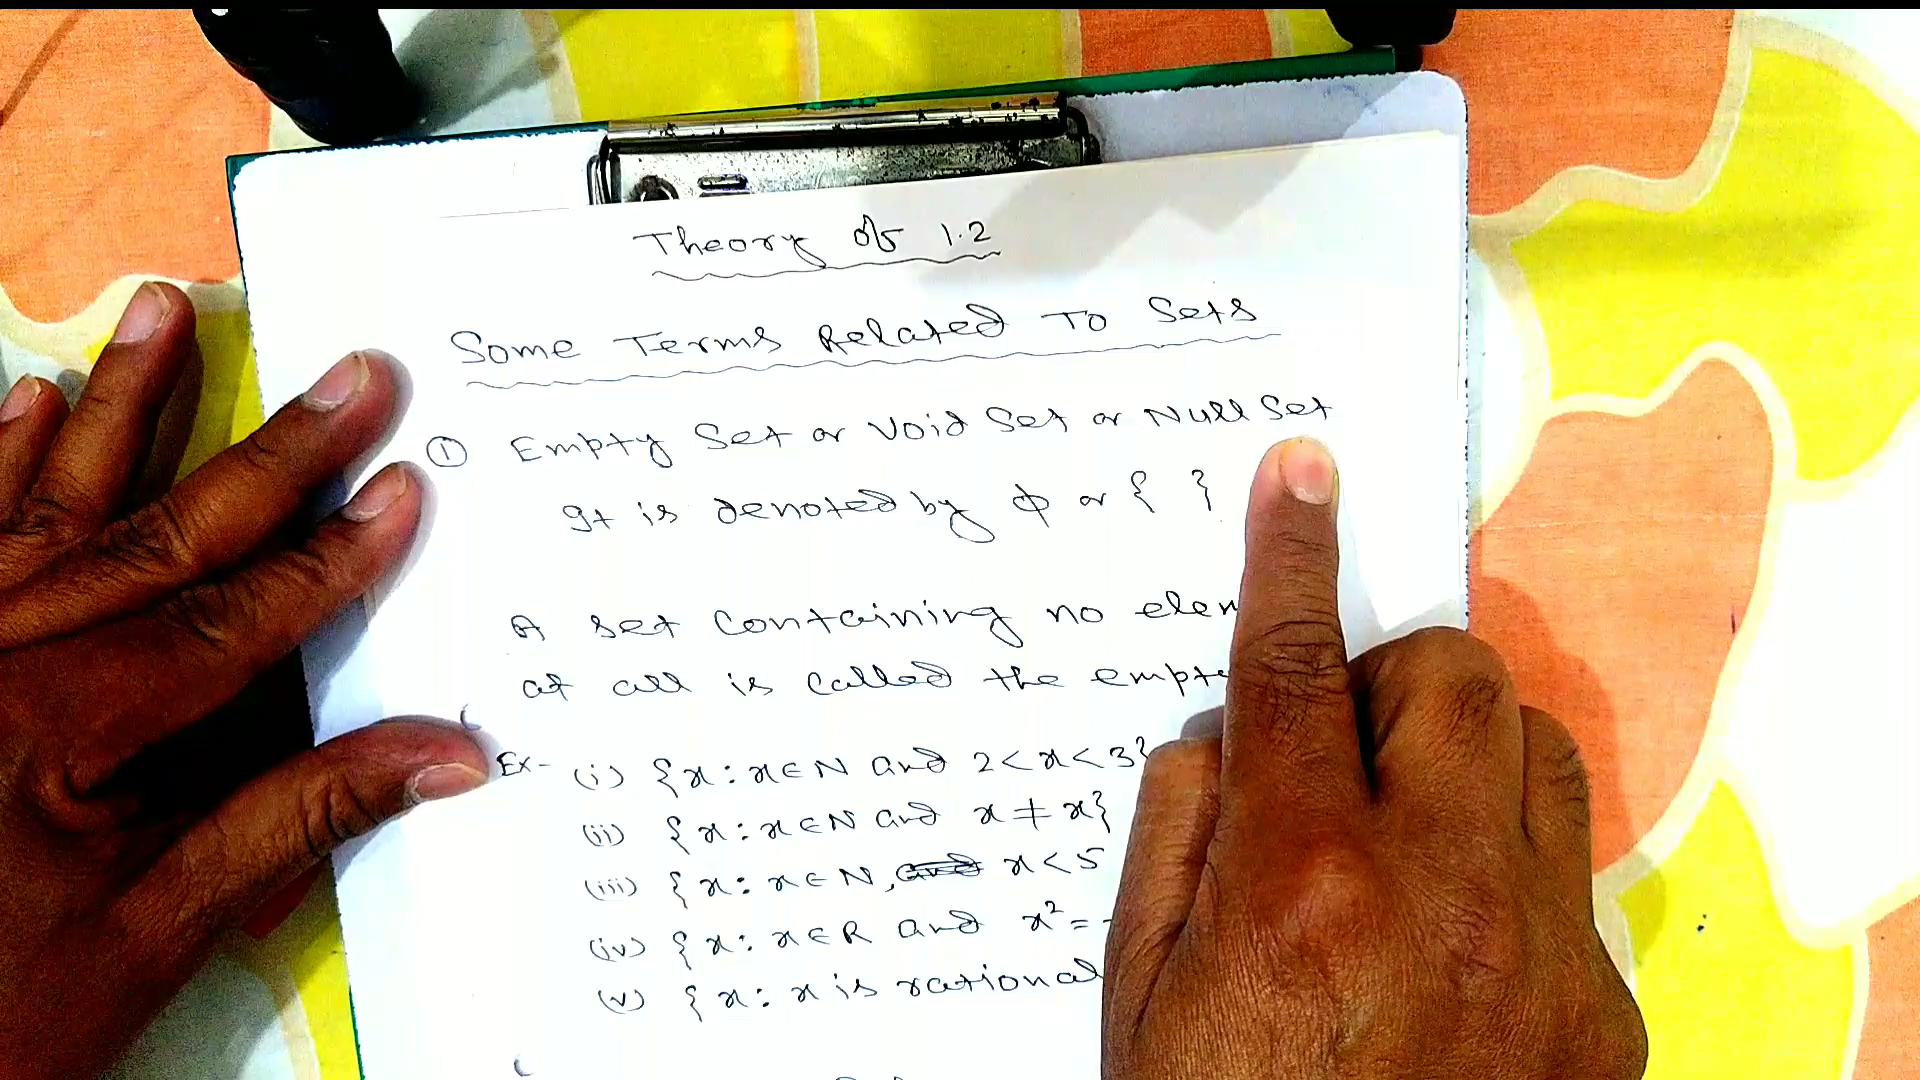 Theory of 1.2
Some Terms Related To Sets
① Empty Set or Void Set or Null Set
It is denoted by ϕ or { }
A set containing no
at all is called the
Ex- (i) {x : x ∈ N and 2 < x < 3}
(ii) {x : x ∈ N and x ≠ x}
(iii) {x : x ∈ N, x < 5
(iv) {x : x ∈ R and x² =
(v) {x : x is rational